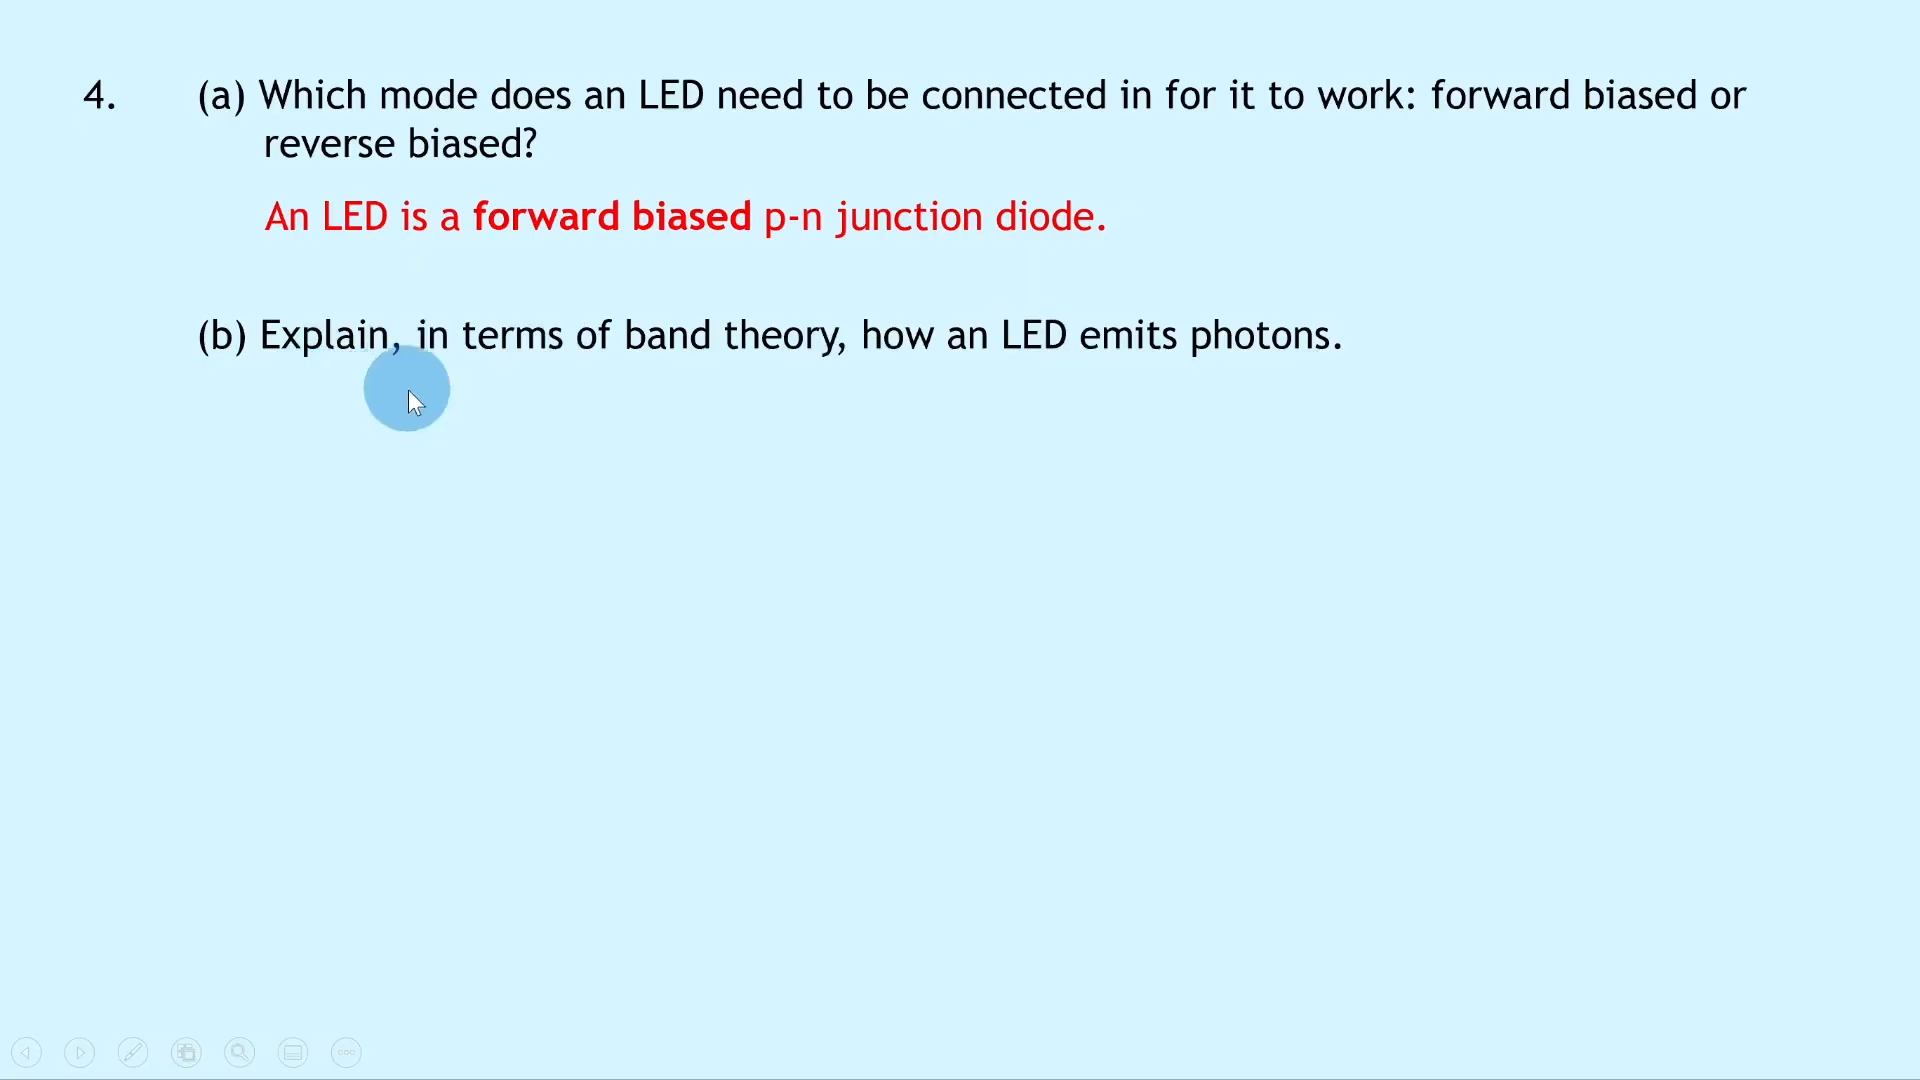 4. (a) Which mode does an LED need to be connected in for it to work: forward biased or
reverse biased?
An LED is a forward biased p-n junction diode.
(b) Explain, in terms of band theory, how an LED emits photons.